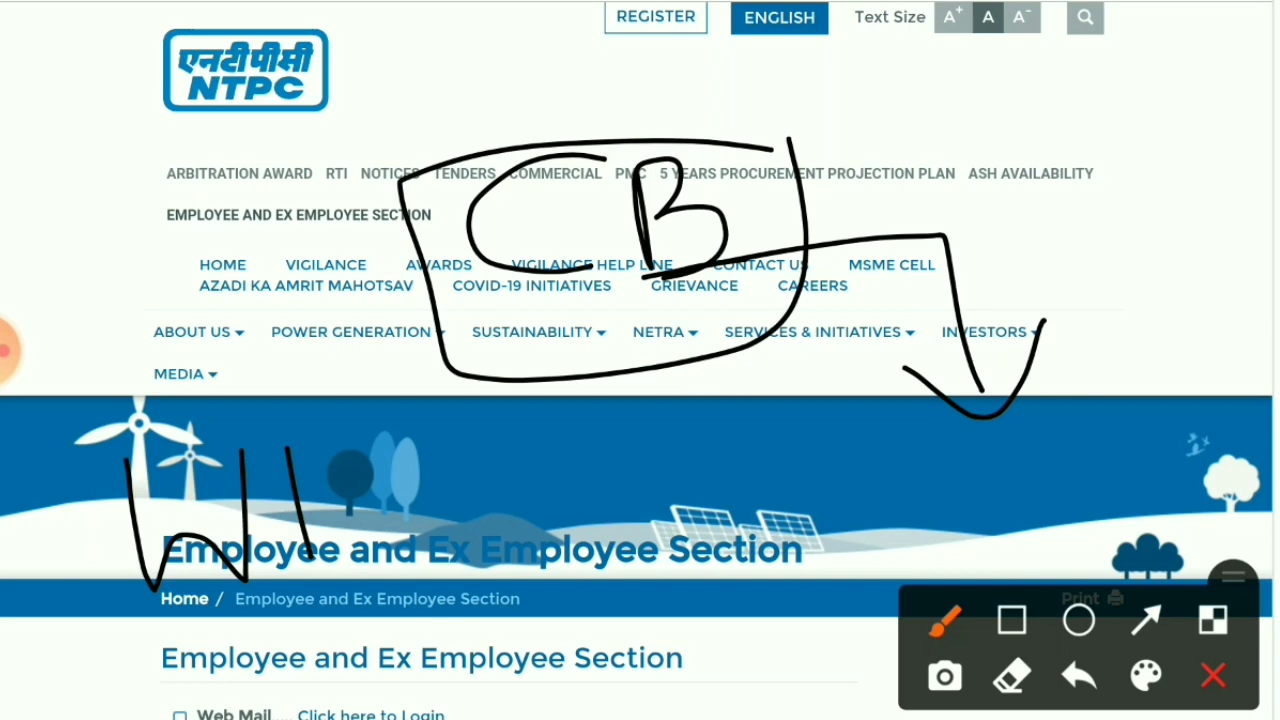 REGISTER ENGLISH Text Size A+ A A-
एनटीपीसी
NTPC
ARBITRATION AWARD RTI NOTICES TENDERS COMMERCIAL PMC 5 YEARS PROCUREMENT PROJECTION PLAN ASH AVAILABILITY
CB
EMPLOYEE AND EX EMPLOYEE SECTION
HOME VIGILANCE AWARDS VIGILANCE HELP LINE CONTACT US MSME CELL
AZADI KA AMRIT MAHOTSAV COVID-19 INITIATIVES GRIEVANCE CAREERS
ABOUT US POWER GENERATION SUSTAINABILITY NETRA SERVICES & INITIATIVES INVESTORS
MEDIA
Employee and Ex Employee Section
Home / Employee and Ex Employee Section Print
Employee and Ex Employee Section
Web Mail.... Click here to Login